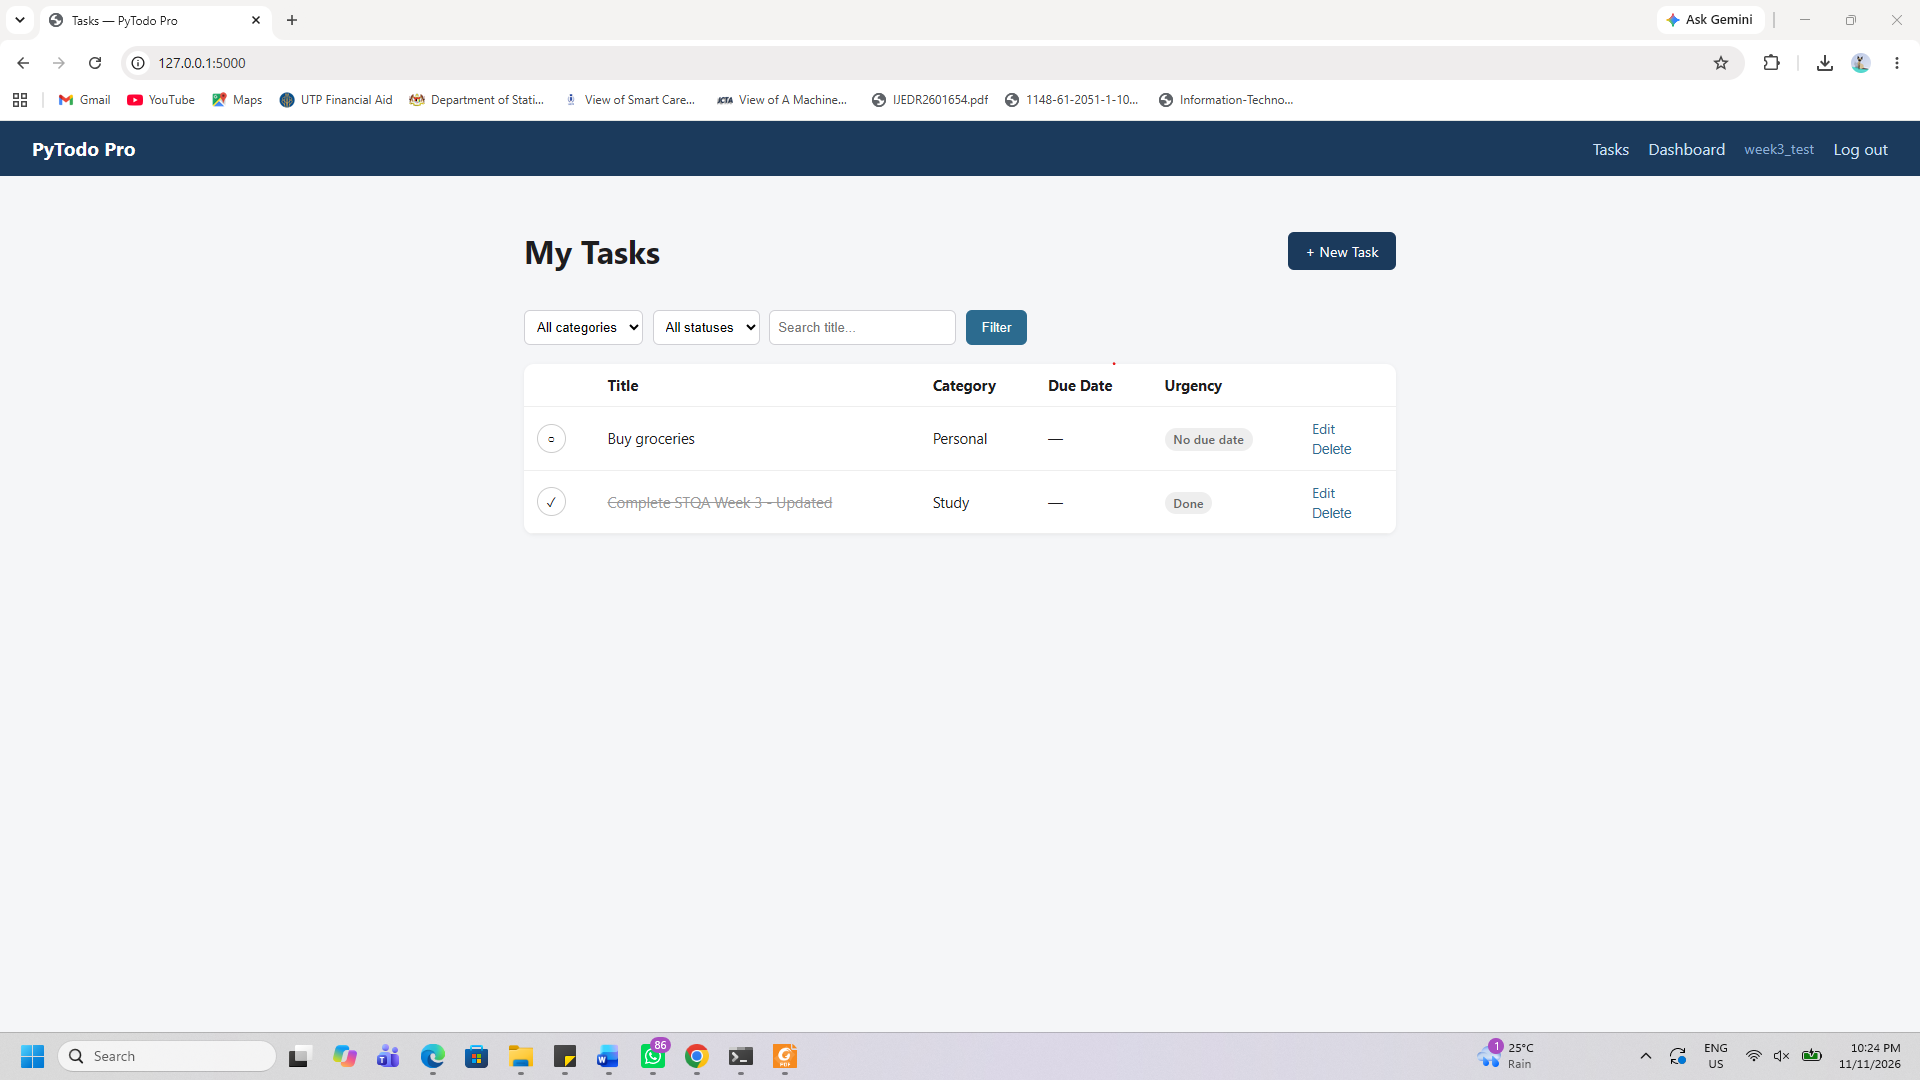 Tasks — PyTodo Pro
Ask Gemini
127.0.0.1:5000
Gmail YouTube Maps UTP Financial Aid Department of Stati... View of Smart Care... View of A Machine... IJEDR2601654.pdf 1148-61-2051-1-10... Information-Techno...
PyTodo Pro Tasks Dashboard week3_test Log out
My Tasks + New Task
All categories All statuses Search title... Filter
Title Category Due Date Urgency
Buy groceries Personal — No due date Edit
Delete
✓ Complete STQA Week 3 - Updated Study — Done Edit
Delete
Search 86 1 25°C ENG 10:24 PM
Rain US 11/11/2026